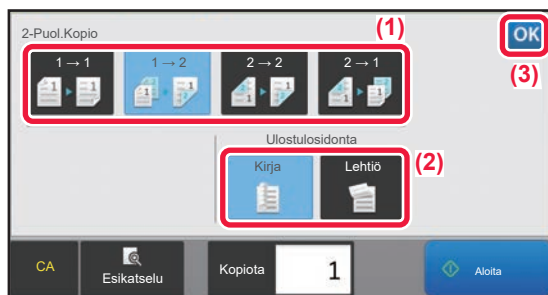 2-Puol.Kopio
(1)
OK
(3)
1 → 1
1 → 2
2 → 2
2 → 1
Ulostulosidonta
Kirja
Lehtiö
(2)
CA
Esikatselu
Kopiota
1
Aloita